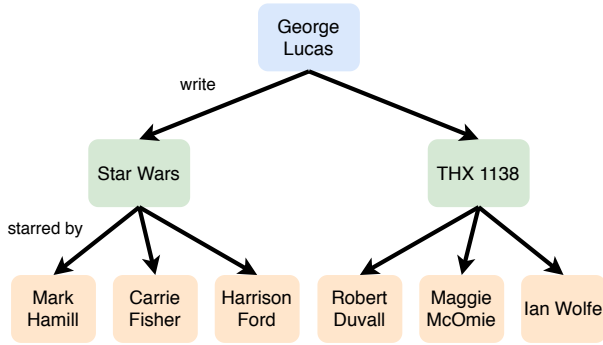 George
Lucas
write
Star Wars
THX 1138
starred by
Mark
Hamill
Carrie
Fisher
Harrison
Ford
Robert
Duvall
Maggie
McOmie
Ian Wolfe